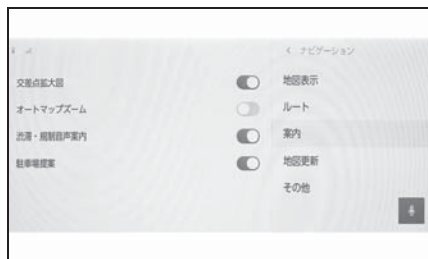 交差点拡大図
オートマップズーム
渋滞・規制音声案内
駐車場提案
< ナビゲーション
地図表示
ルート
案内
地図更新
その他